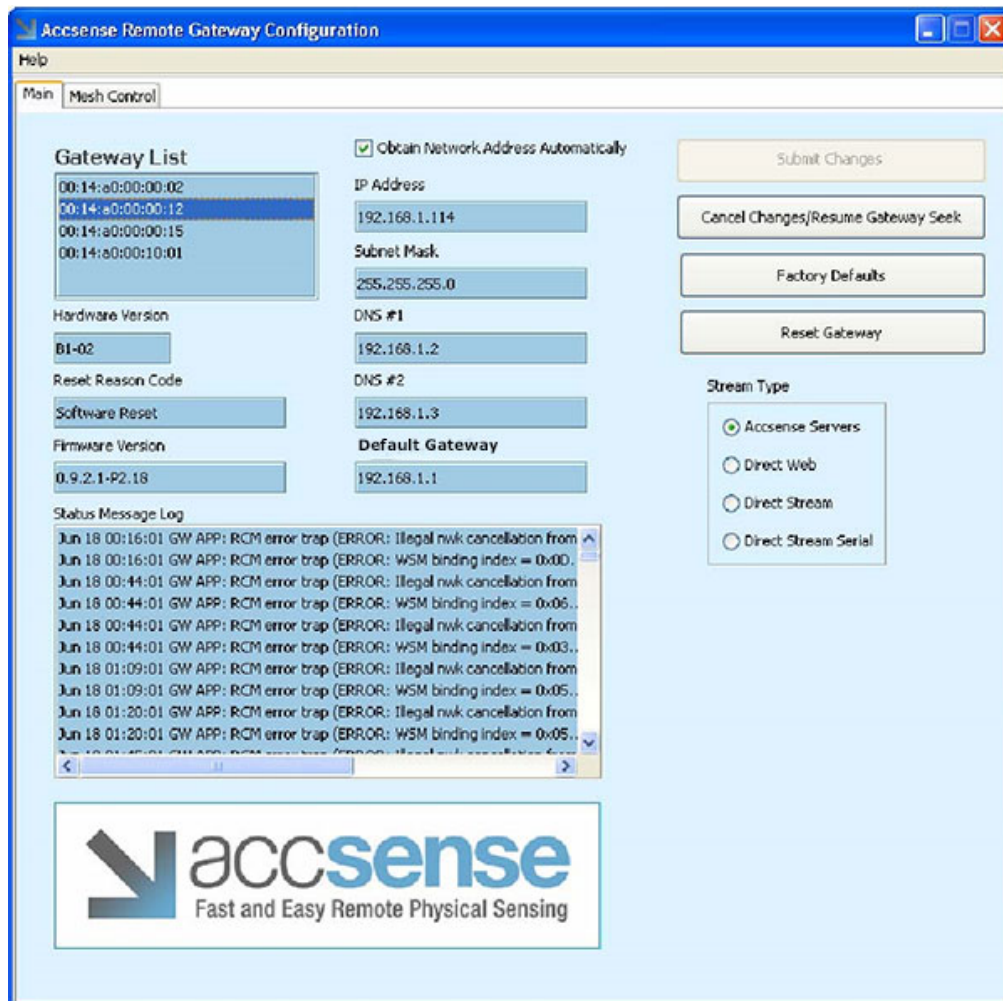 Accsense Remote Gateway Configuration
Help
Main
Mesh Control
Gateway List
00:14:a0:00:00:02
00:14:a0:00:00:12
00:14:a0:00:00:15
00:14:a0:00:10:01
Hardware Version
B1-02
Reset Reason Code
Software Reset
Firmware Version
0.9.2.1-P2.18
Obtain Network Address Automatically
IP Address
192.168.1.114
Subnet Mask
255.255.255.0
DNS #1
192.168.1.2
DNS #2
192.168.1.3
Default Gateway
192.168.1.1
Submit Changes
Cancel Changes/Resume Gateway Seek
Factory Defaults
Reset Gateway
Stream Type
Accsense Servers
Direct Web
Direct Stream
Direct Stream Serial
Status Message Log
Jun 18 00:16:01 GW APP: RCM error trap (ERROR: Illegal nwk cancellation from
Jun 18 00:16:01 GW APP: RCM error trap (ERROR: WSM binding index = 0x0D.
Jun 18 00:44:01 GW APP: RCM error trap (ERROR: Illegal nwk cancellation from
Jun 18 00:44:01 GW APP: RCM error trap (ERROR: WSM binding index = 0x06..
Jun 18 00:44:01 GW APP: RCM error trap (ERROR: Illegal nwk cancellation from
Jun 18 00:44:01 GW APP: RCM error trap (ERROR: WSM binding index = 0x03..
Jun 18 01:09:01 GW APP: RCM error trap (ERROR: Illegal nwk cancellation from
Jun 18 01:09:01 GW APP: RCM error trap (ERROR: WSM binding index = 0x05..
Jun 18 01:20:01 GW APP: RCM error trap (ERROR: Illegal nwk cancellation from
Jun 18 01:20:01 GW APP: RCM error trap (ERROR: WSM binding index = 0x05..
accsense
Fast and Easy Remote Physical Sensing